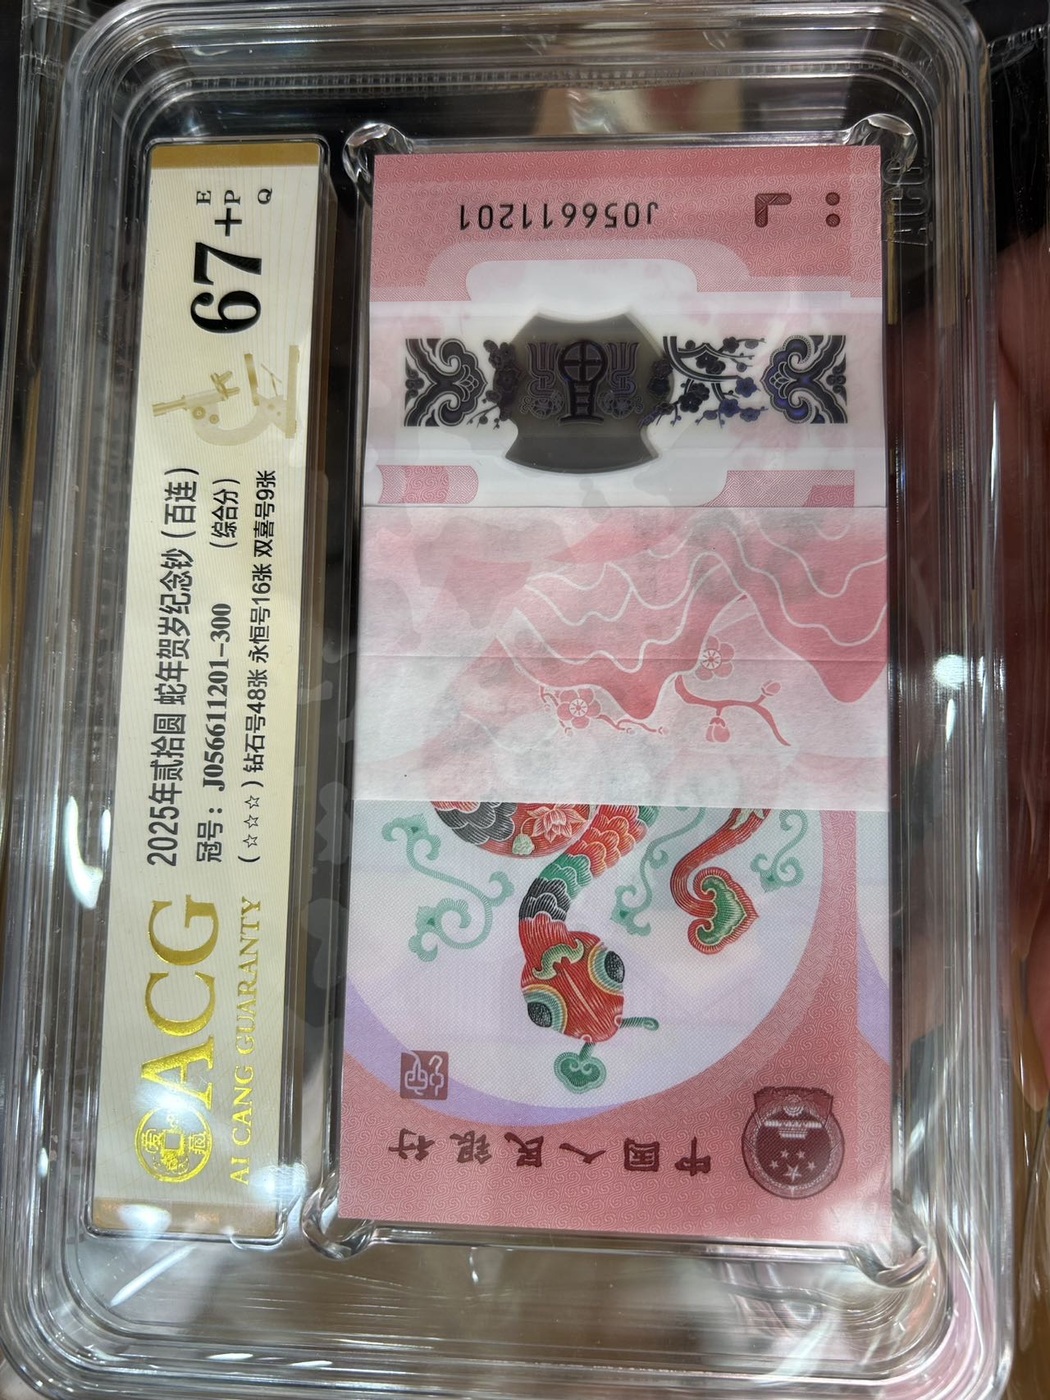 ACG
AI CANG GUARANTY
2025年贰拾圆 蛇年贺岁纪念钞 (百连)
冠号：J056611201-300 (综合分)
(☆☆☆) 钻石号48张 永恒号16张 双喜号9张
67+
E
P
Q
J056611201
中国人民银行